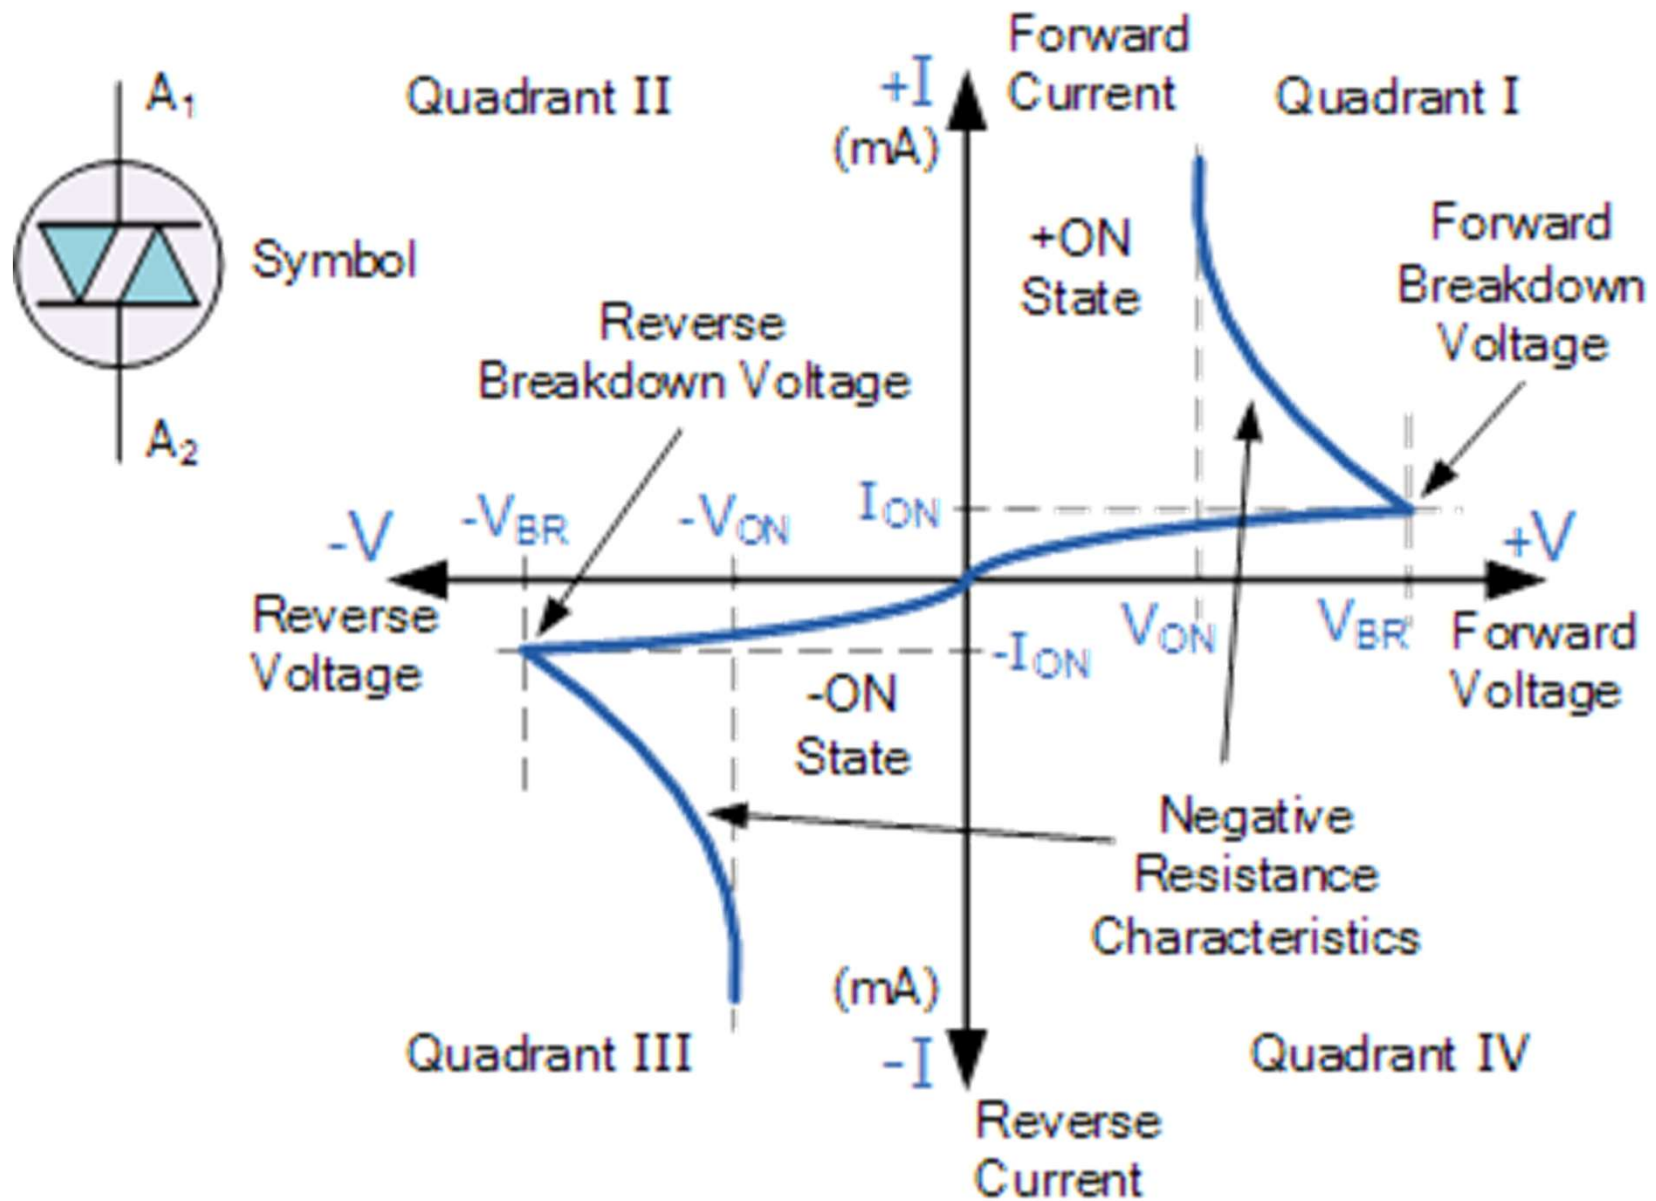 A1
Quadrant II
+I
(mA)
Forward
Current
Quadrant I
Symbol
A2
+ON
State
Forward
Breakdown
Voltage
Reverse
Breakdown Voltage
-V
-VBR
-VON
ION
+V
Reverse
Voltage
-ION
VON
VBR
Forward
Voltage
-ON
State
Negative
Resistance
Characteristics
(mA)
-I
Quadrant III
Quadrant IV
Reverse
Current